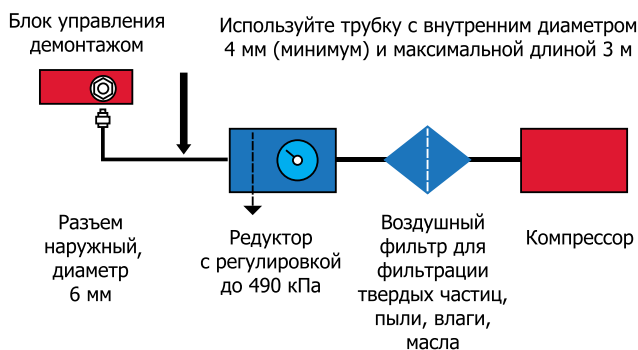 Блок управления
демонтажом
Используйте трубку с внутренним диаметром
4 мм (минимум) и максимальной длиной 3 м
Разъем
наружный,
диаметр
6 мм
Редуктор
с регулировкой
до 490 кПа
Воздушный
фильтр для
фильтрации
твердых частиц,
пыли, влаги,
масла
Компрессор